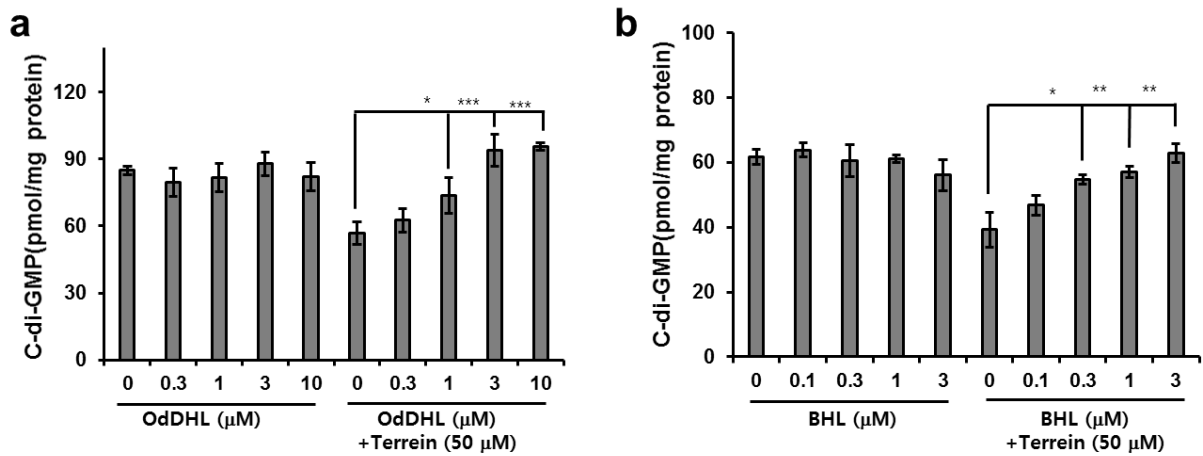 a
C-di-GMP(pmol/mg protein)
120
90
60
30
0
* *** ***
0 0.3 1 3 10 0 0.3 1 3 10
OdDHL (μM)
OdDHL (μM)
+Terrein (50 μM)
b
C-di-GMP(pmol/mg protein)
100
80
60
40
20
0
* ** **
0 0.1 0.3 1 3 0 0.1 0.3 1 3
BHL (μM)
BHL (μM)
+Terrein (50 μM)